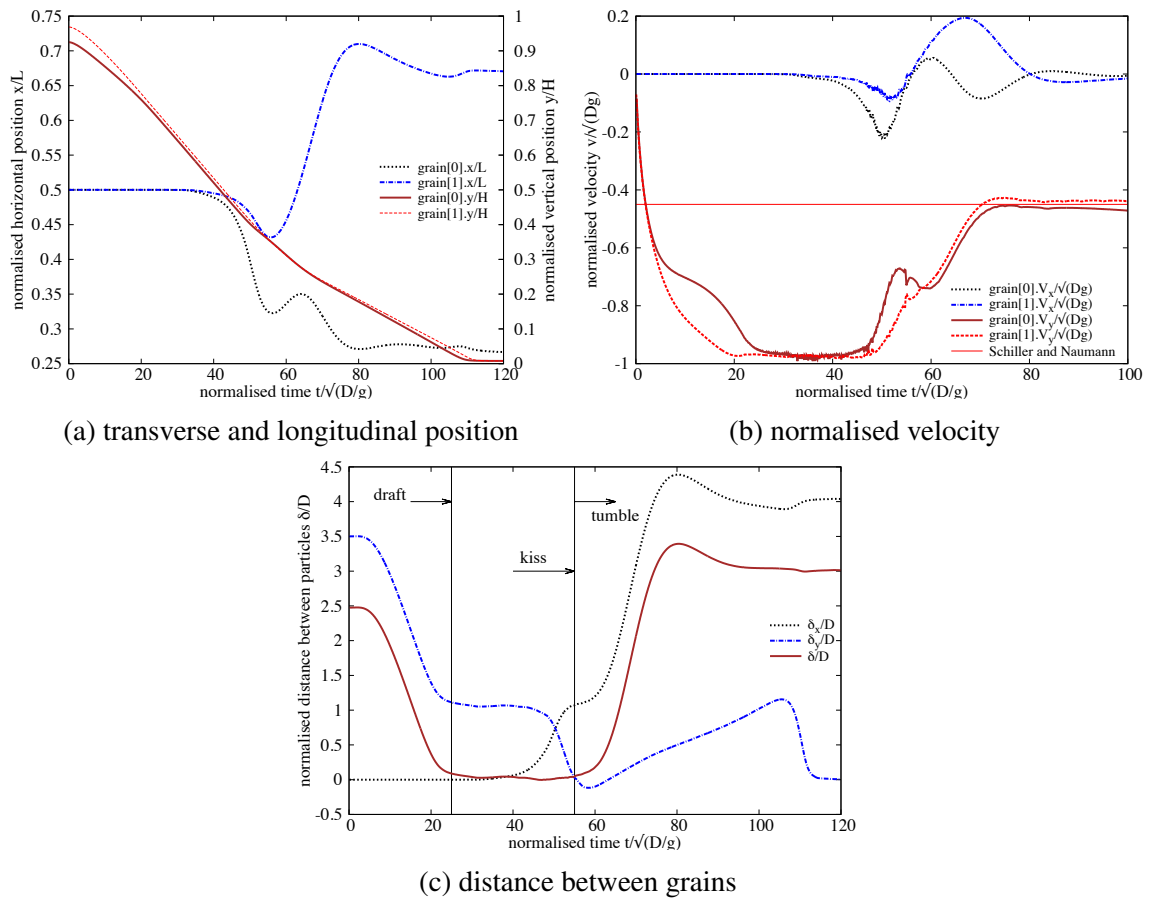 0.75
0.7
0.65
0.6
0.55
0.5
0.45
0.4
0.35
0.3
0.25
normalised horizontal position x/L
0 20 40 60 80 100 120
normalised time t/√(D/g)
1
0.9
0.8
0.7
0.6
0.5
0.4
0.3
0.2
0.1
0
normalised vertical position y/H
grain[0].x/L
grain[1].x/L
grain[0].y/H
grain[1].y/H
(a) transverse and longitudinal position
0.2
0
-0.2
-0.4
-0.6
-0.8
-1
normalised velocity v/√(Dg)
0 20 40 60 80 100
normalised time t/√(D/g)
grain[0].Vx/√(Dg)
grain[1].Vx/√(Dg)
grain[0].Vy/√(Dg)
grain[1].Vy/√(Dg)
Schiller and Naumann
(b) normalised velocity
4.5
4
3.5
3
2.5
2
1.5
1
0.5
0
-0.5
normalised distance between particles δ/D
draft
kiss
tumble
δx/D
δy/D
δ/D
0 20 40 60 80 100 120
normalised time t/√(D/g)
(c) distance between grains